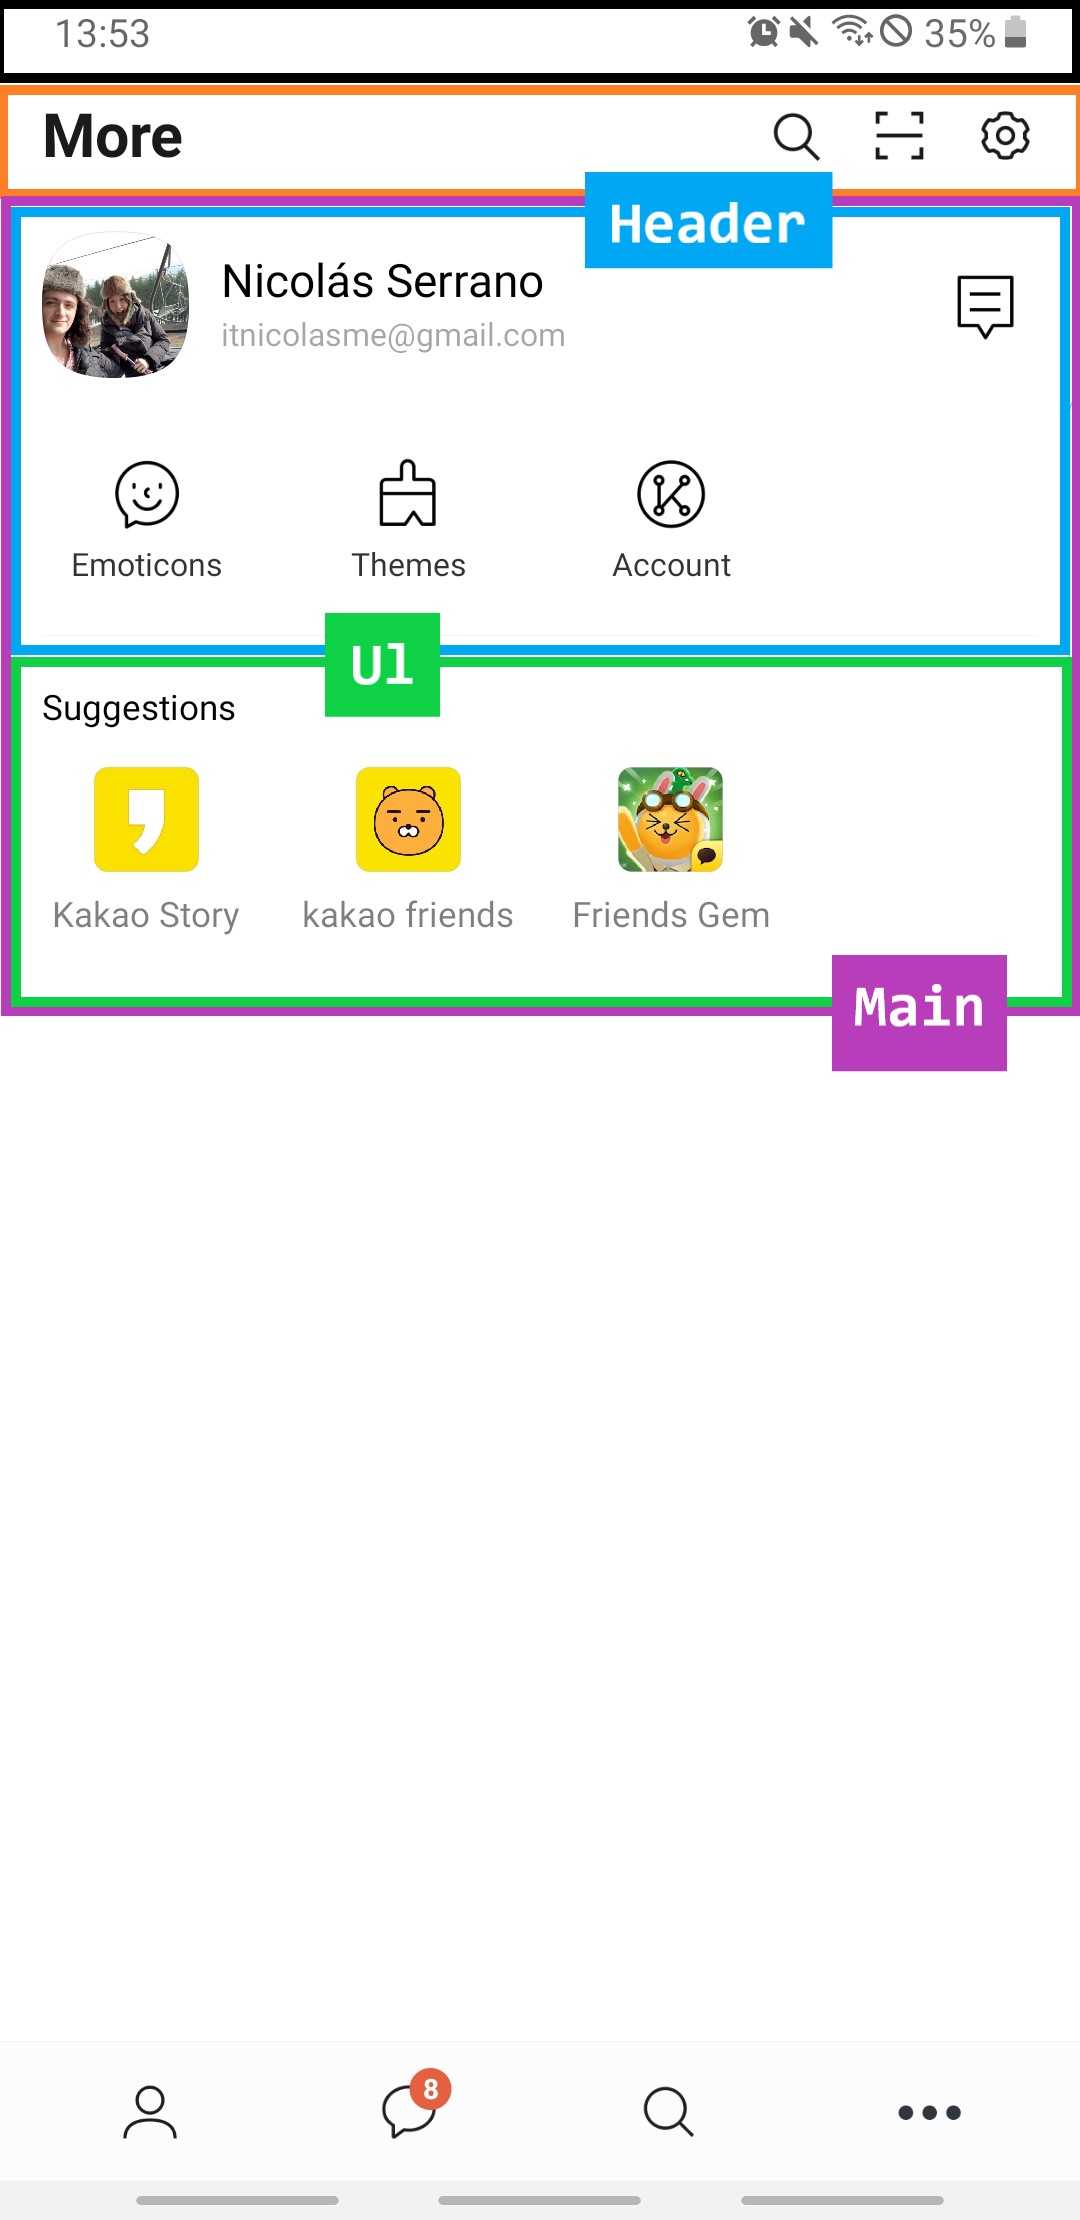 13:53 35%
More
Header
Nicolás Serrano
itnicolasme@gmail.com
Emoticons Themes Account
Ul
Suggestions
Kakao Story kakao friends Friends Gem
Main
8